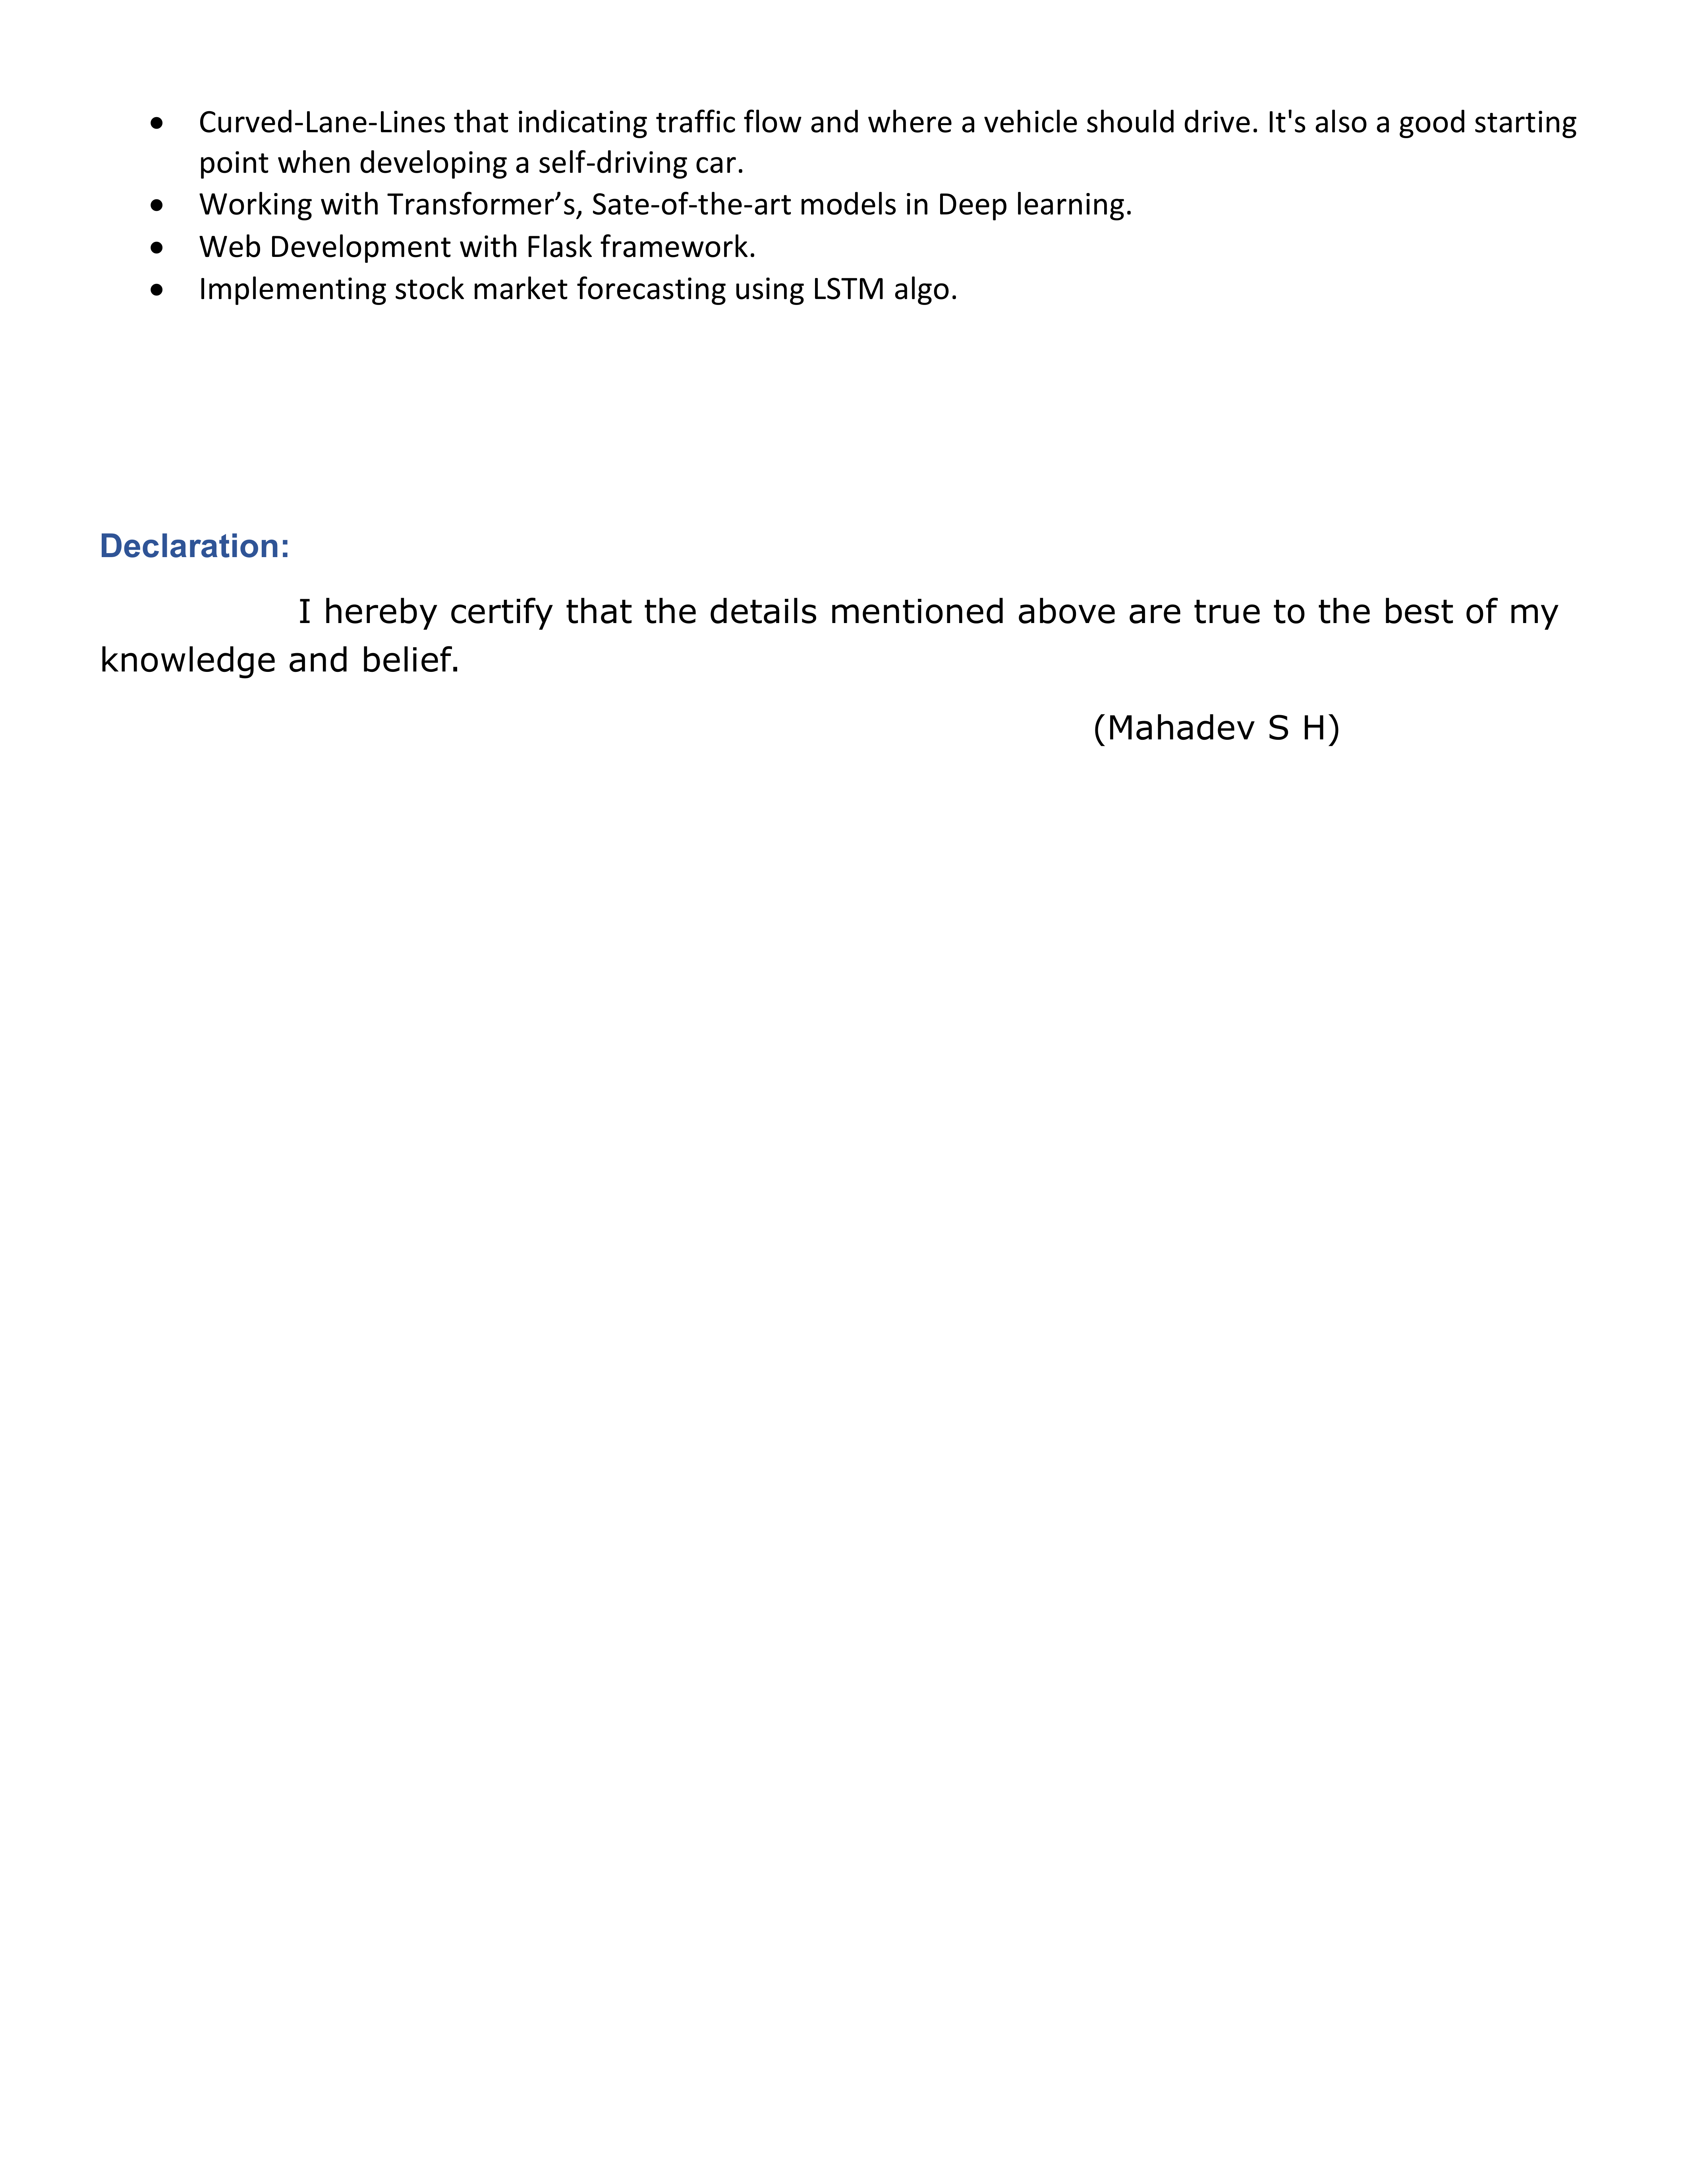 • Curved-Lane-Lines that indicating traffic flow and where a vehicle should drive. It's also a good starting
point when developing a self-driving car.
• Working with Transformer’s, Sate-of-the-art models in Deep learning.
• Web Development with Flask framework.
• Implementing stock market forecasting using LSTM algo.
Declaration:
I hereby certify that the details mentioned above are true to the best of my
knowledge and belief.
(Mahadev S H)